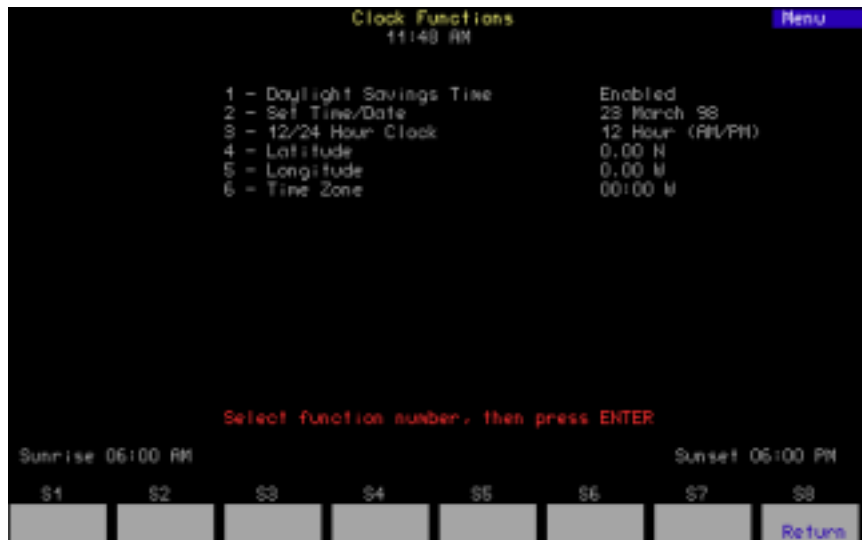 Clock Functions Menu
11:48 AM
1 - Daylight Savings Time Enabled
2 - Set Time/Date 23 March 98
3 - 12/24 Hour Clock 12 Hour (AM/PM)
4 - Latitude 0.00 N
5 - Longitude 0.00 W
6 - Time Zone 00:00 W
Select function number, then press ENTER
Sunrise 06:00 AM Sunset 06:00 PM
S1 S2 S3 S4 S5 S6 S7 S8
Return